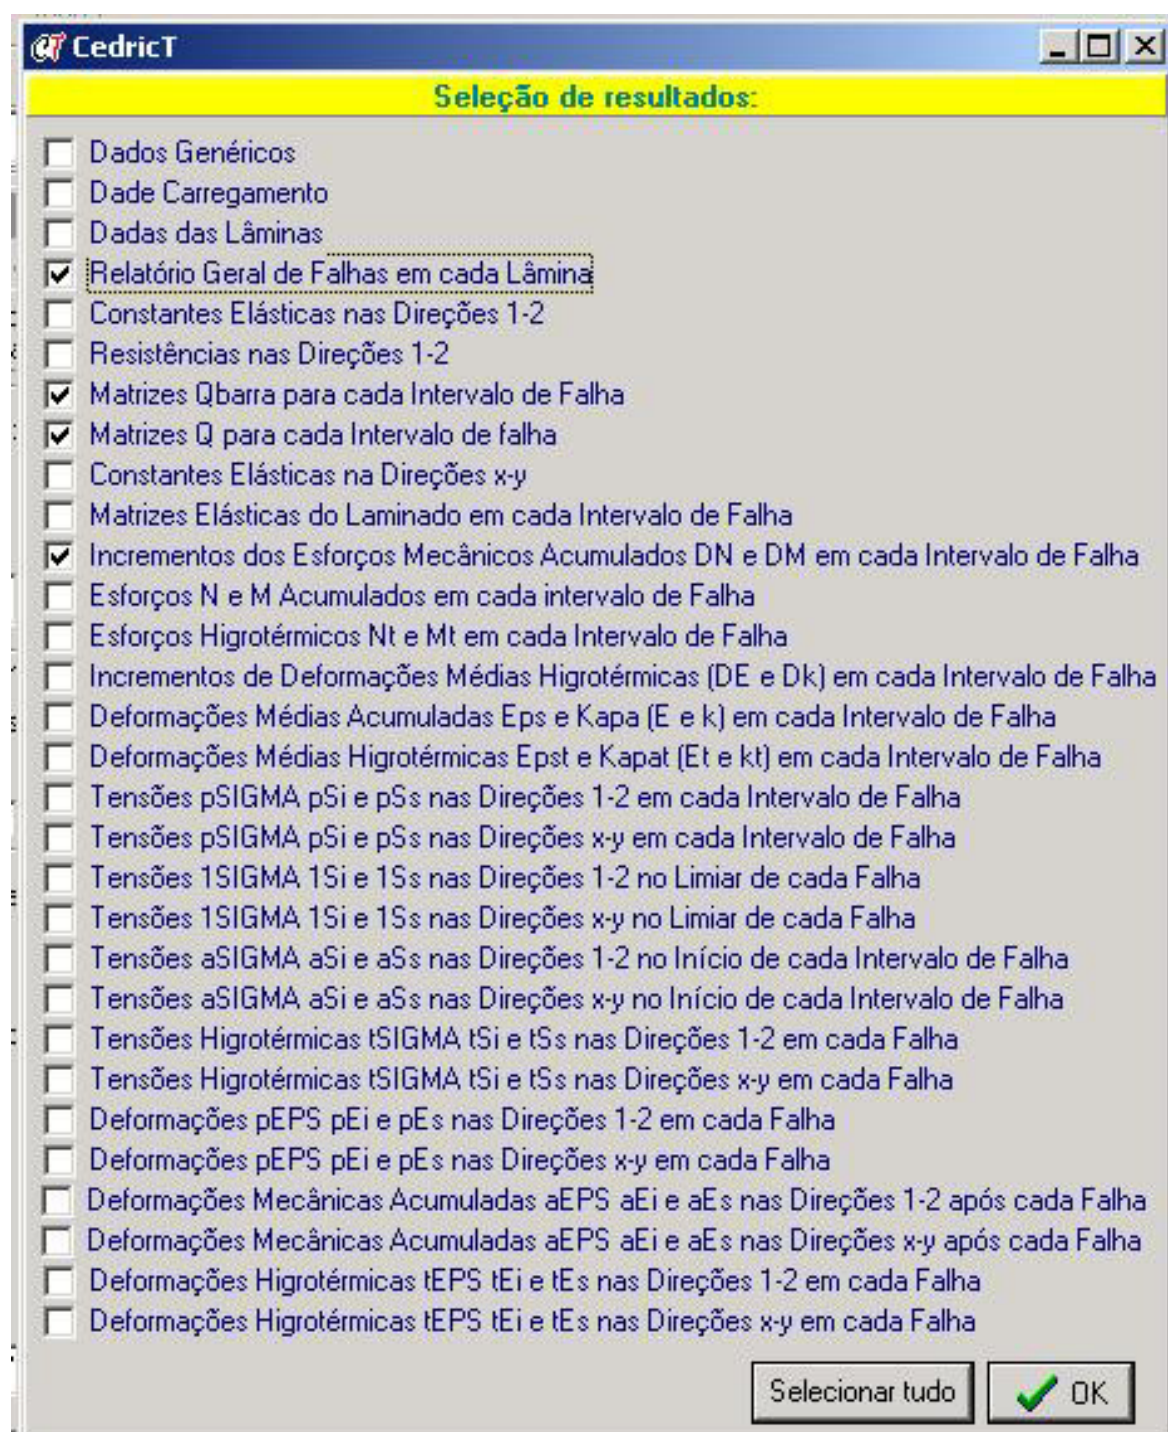 CedricT
Seleção de resultados:
Dados Genéricos
Dade Carregamento
Dadas das Lâminas
Relatório Geral de Falhas em cada Lâmina
Constantes Elásticas nas Direções 1-2
Resistências nas Direções 1-2
Matrizes Qbarra para cada Intervalo de Falha
Matrizes Q para cada Intervalo de falha
Constantes Elásticas na Direções x-y
Matrizes Elásticas do Laminado em cada Intervalo de Falha
Incrementos dos Esforços Mecânicos Acumulados DN e DM em cada Intervalo de Falha
Esforços N e M Acumulados em cada intervalo de Falha
Esforços Higrotérmicos Nt e Mt em cada Intervalo de Falha
Incrementos de Deformações Médias Higrotérmicas (DE e Dk) em cada Intervalo de Falha
Deformações Médias Acumuladas Eps e Kapa (E e k) em cada Intervalo de Falha
Deformações Médias Higrotérmicas Epst e Kapat (Et e kt) em cada Intervalo de Falha
Tensões pSIGMA pSi e pSs nas Direções 1-2 em cada Intervalo de Falha
Tensões pSIGMA pSi e pSs nas Direções x-y em cada Intervalo de Falha
Tensões 1SIGMA 1Si e 1Ss nas Direções 1-2 no Limiar de cada Falha
Tensões 1SIGMA 1Si e 1Ss nas Direções x-y no Limiar de cada Falha
Tensões aSIGMA aSi e aSs nas Direções 1-2 no Início de cada Intervalo de Falha
Tensões aSIGMA aSi e aSs nas Direções x-y no Início de cada Intervalo de Falha
Tensões Higrotérmicas tSIGMA tSi e tSs nas Direções 1-2 em cada Falha
Tensões Higrotérmicas tSIGMA tSi e tSs nas Direções x-y em cada Falha
Deformações pEPS pEi e pEs nas Direções 1-2 em cada Falha
Deformações pEPS pEi e pEs nas Direções x-y em cada Falha
Deformações Mecânicas Acumuladas aEPS aEi e aEs nas Direções 1-2 após cada Falha
Deformações Mecânicas Acumuladas aEPS aEi e aEs nas Direções x-y após cada Falha
Deformações Higrotérmicas tEPS tEi e tEs nas Direções 1-2 em cada Falha
Deformações Higrotérmicas tEPS tEi e tEs nas Direções x-y em cada Falha
Selecionar tudo OK